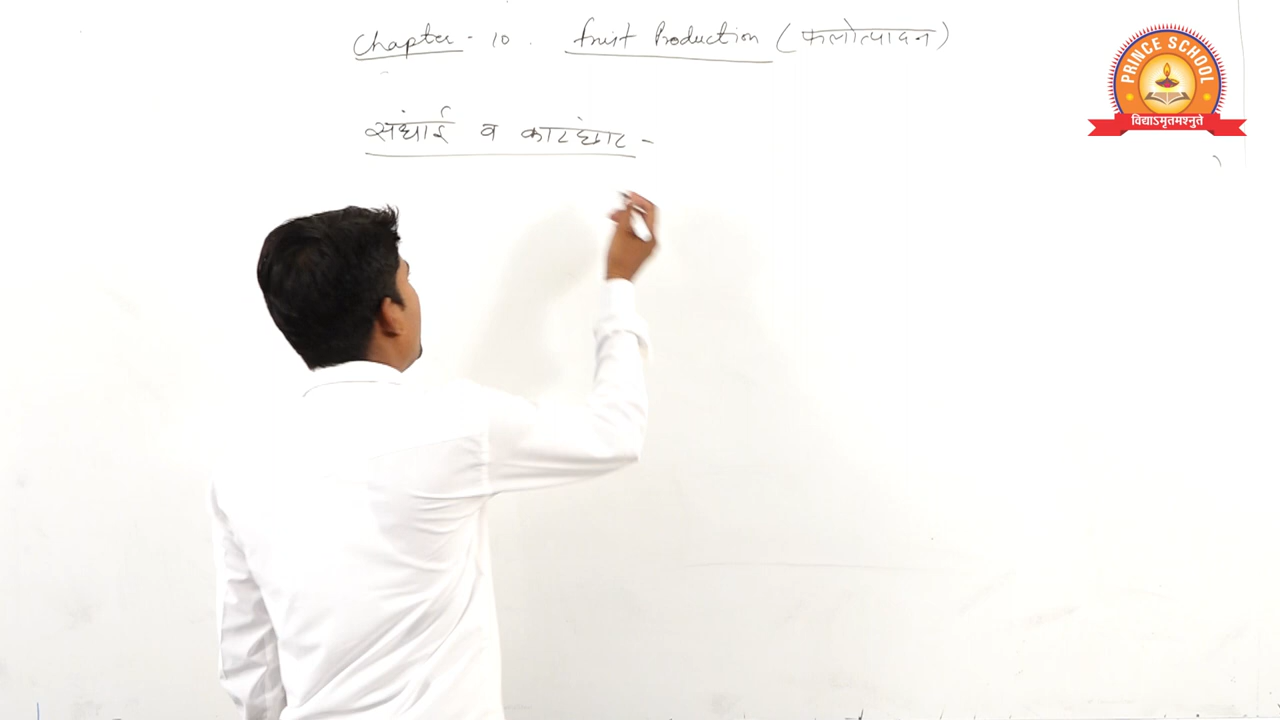 Chapter - 10. Fruit Production (फलोत्पादन)
संधाई व काटछाट -
PRINCE SCHOOL
विद्याऽमृतमश्नुते